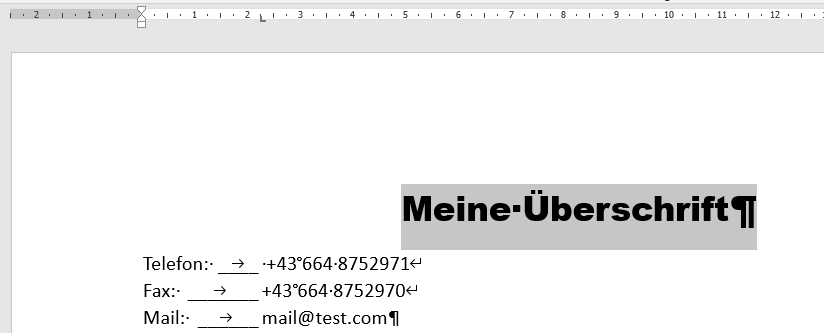 2 1 1 2 3 4 5 6 7 8 9 10 11 12
Meine·Überschrift¶
Telefon:· → ·+43°664·8752971↵
Fax:· → +43°664·8752970↵
Mail:· → mail@test.com¶